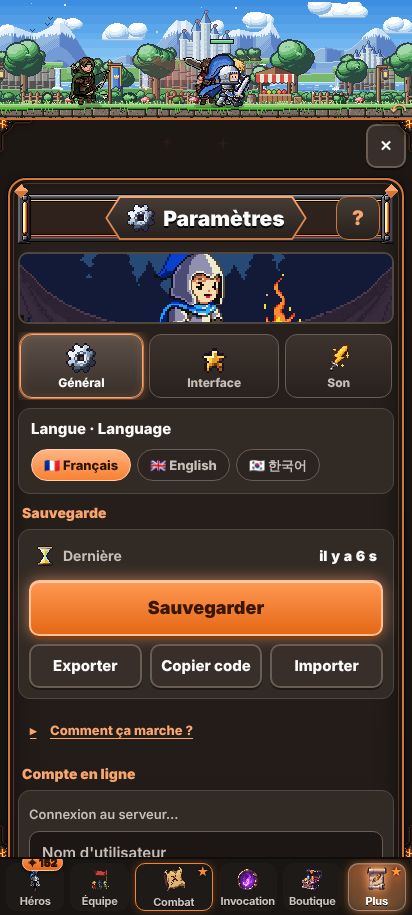 ×
Paramètres
?
Général
Interface
Son
Langue · Language
🇫🇷 Français
🇬🇧 English
🇰🇷 한국어
Sauvegarde
Dernière
il y a 6 s
Sauvegarder
Exporter
Copier code
Importer
▸ Comment ça marche ?
Compte en ligne
Connexion au serveur...
Nom d'utilisateur
Héros
Équipe
Combat
Invocation
Boutique
Plus